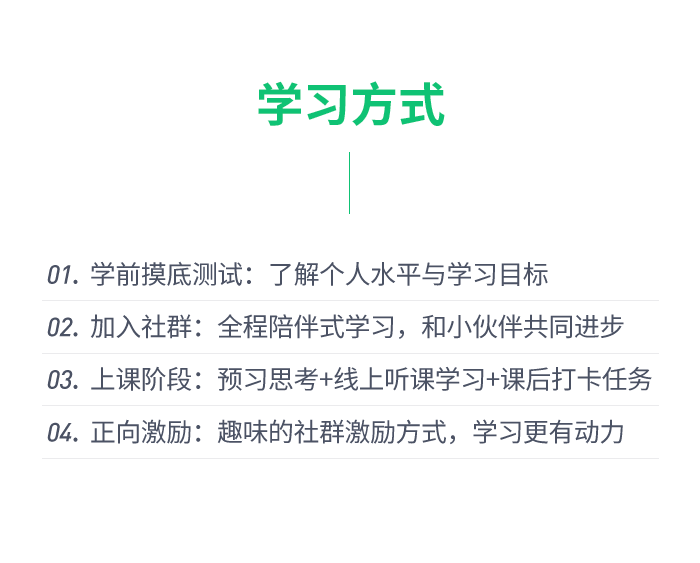 学习方式
01. 学前摸底测试：了解个人水平与学习目标
02. 加入社群：全程陪伴式学习，和小伙伴共同进步
03. 上课阶段：预习思考+线上听课学习+课后打卡任务
04. 正向激励：趣味的社群激励方式，学习更有动力